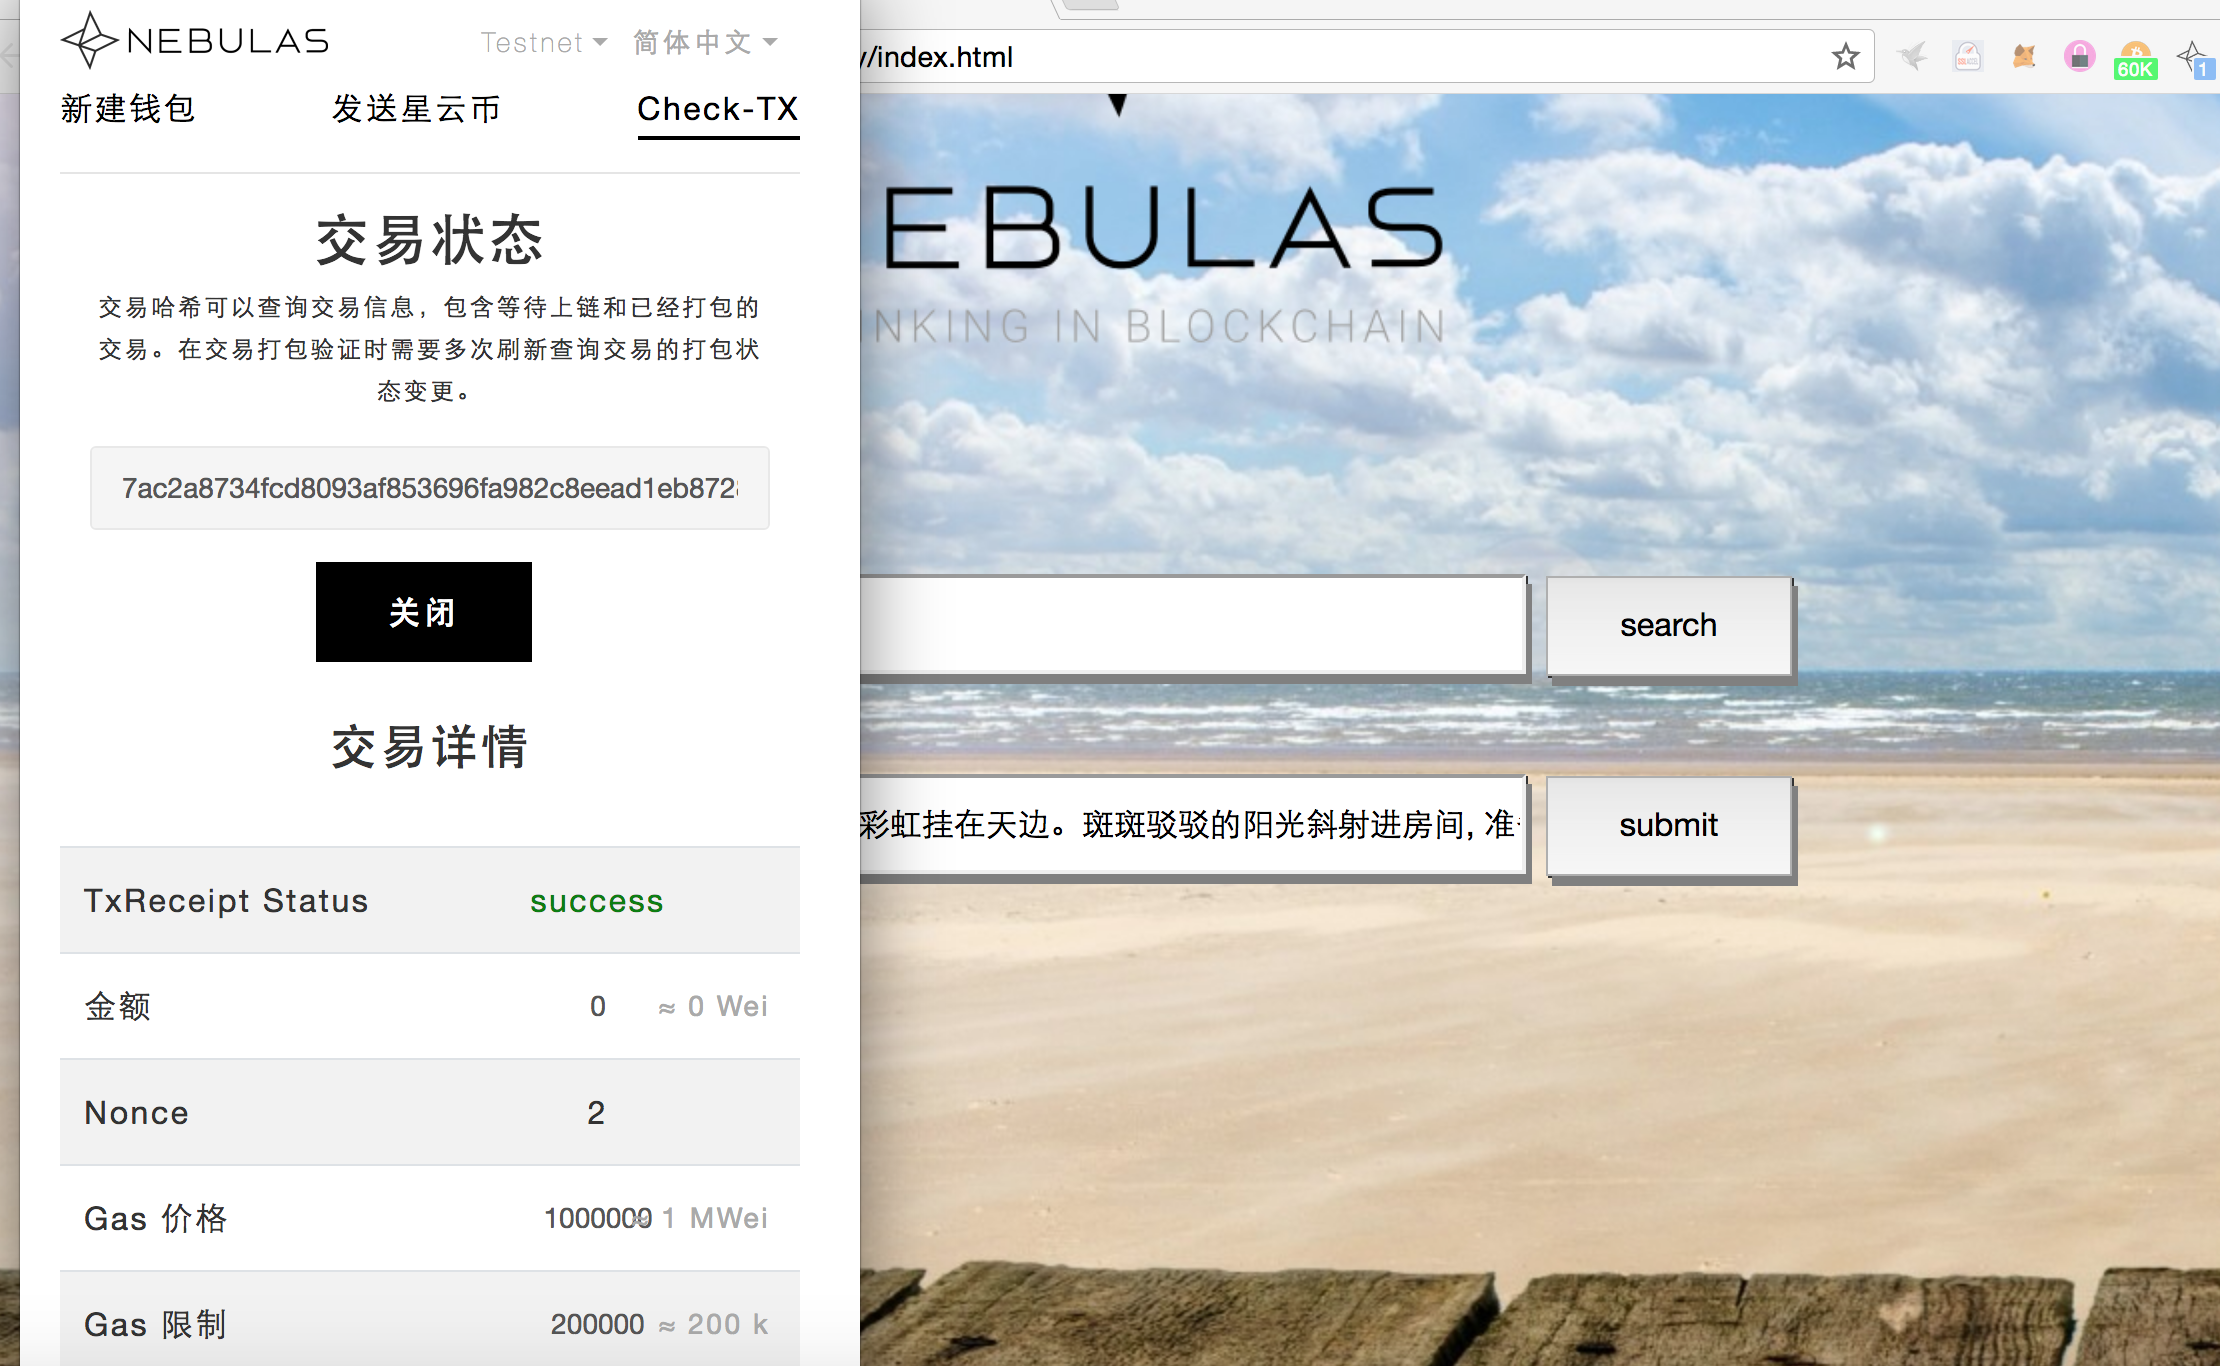 NEBULAS
Testnet 简体中文
新建钱包 发送星云币 Check-TX
交易状态
交易哈希可以查询交易信息，包含等待上链和已经打包的
交易。在交易打包验证时需要多次刷新查询交易的打包状
态变更。
7ac2a8734fcd8093af853696fa982c8eead1eb872
关闭
交易详情
TxReceipt Status success
金额 0 ≈ 0 Wei
Nonce 2
Gas 价格 1000000 ≈ 1 MWei
Gas 限制 200000 ≈ 200 k
/index.html
60K
1
EBULAS
INKING IN BLOCKCHAIN
search
彩虹挂在天边。斑斑驳驳的阳光斜射进房间, 准
submit